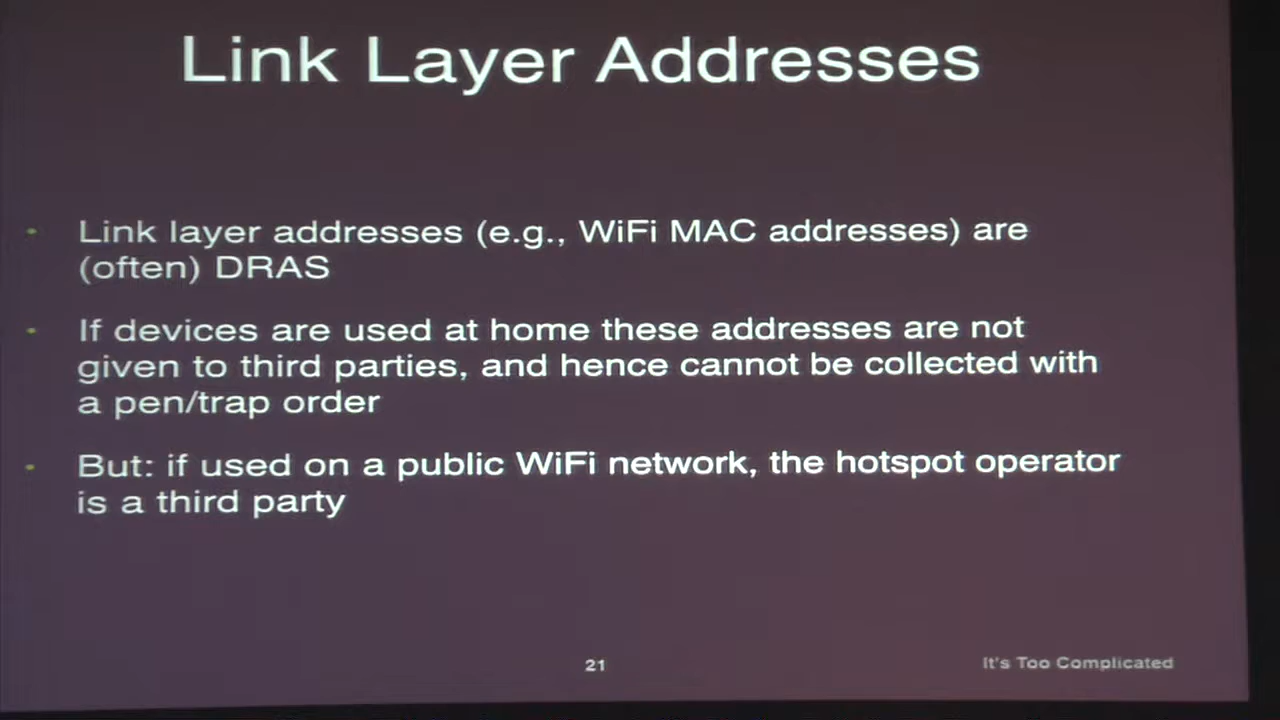 Link Layer Addresses
• Link layer addresses (e.g., WiFi MAC addresses) are
(often) DRAS
• If devices are used at home these addresses are not
given to third parties, and hence cannot be collected with
a pen/trap order
• But: if used on a public WiFi network, the hotspot operator
is a third party
21
It's Too Complicated